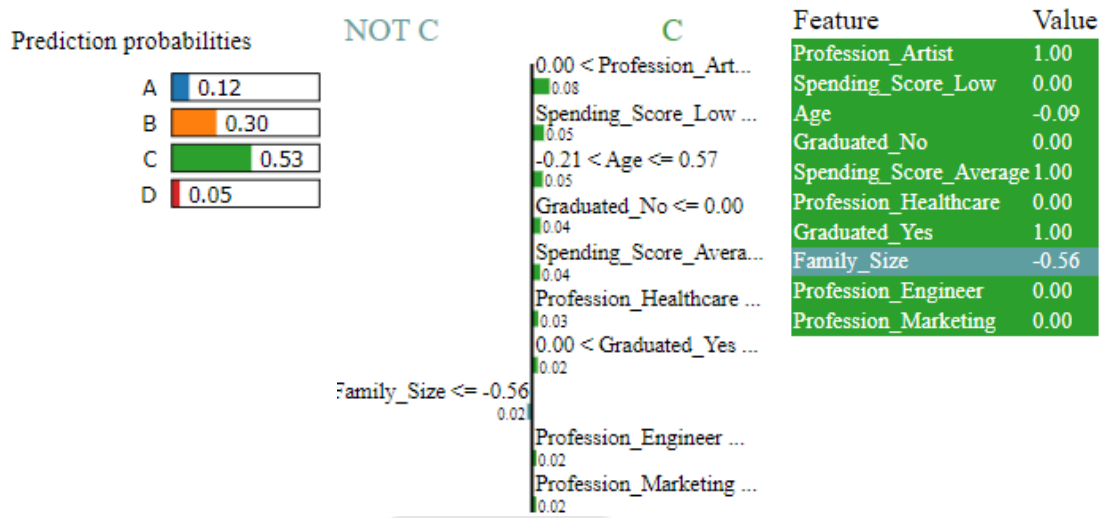 Prediction probabilities
A 0.12
B 0.30
C 0.53
D 0.05
NOT C C
0.00 < Profession_Art...
0.08
Spending_Score_Low ...
0.05
-0.21 < Age <= 0.57
0.05
Graduated_No <= 0.00
0.04
Spending_Score_Avera...
0.04
Profession_Healthcare ...
0.03
0.00 < Graduated_Yes ...
0.02
Family_Size <= -0.56
0.02
Profession_Engineer ...
0.02
Profession_Marketing ...
0.02
Feature Value
Profession_Artist 1.00
Spending_Score_Low 0.00
Age -0.09
Graduated_No 0.00
Spending_Score_Average 1.00
Profession_Healthcare 0.00
Graduated_Yes 1.00
Family_Size -0.56
Profession_Engineer 0.00
Profession_Marketing 0.00